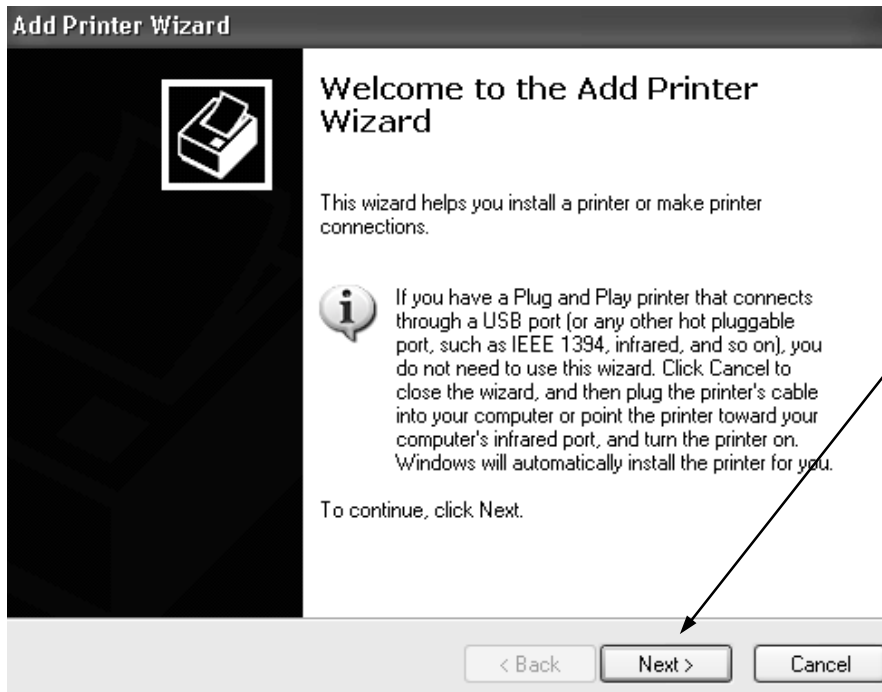 Add Printer Wizard
Welcome to the Add Printer
Wizard
This wizard helps you install a printer or make printer
connections.
If you have a Plug and Play printer that connects
through a USB port (or any other hot pluggable
port, such as IEEE 1394, infrared, and so on), you
do not need to use this wizard. Click Cancel to
close the wizard, and then plug the printer's cable
into your computer or point the printer toward your
computer's infrared port, and turn the printer on.
Windows will automatically install the printer for you.
To continue, click Next.
< Back Next > Cancel